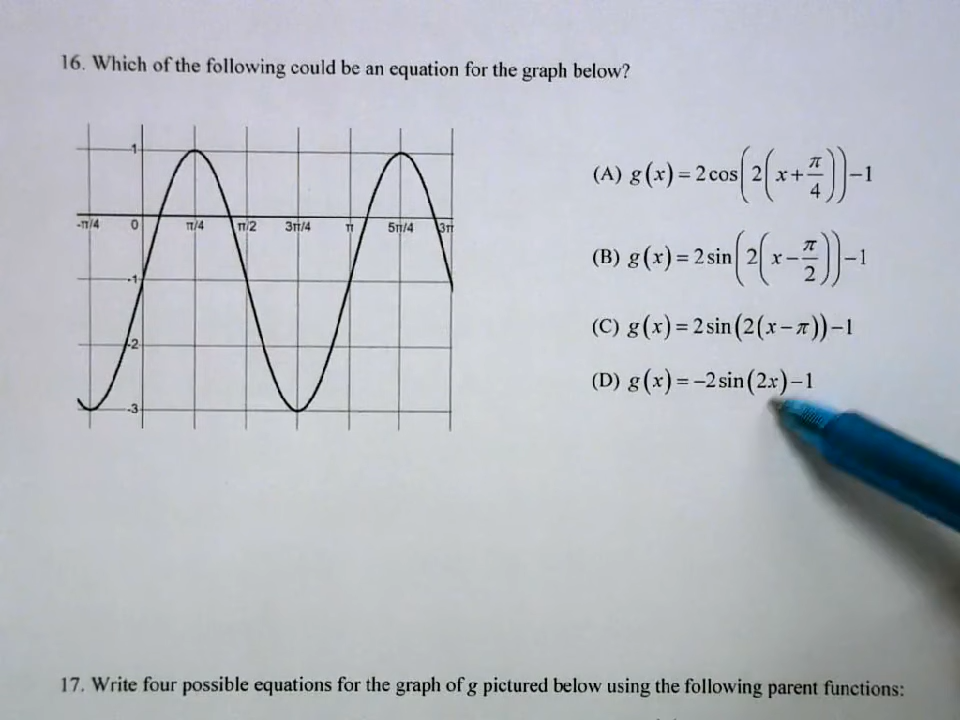 16. Which of the following could be an equation for the graph below?
1
-π/4 0 π/4 π/2 3π/4 π 5π/4 3π
-1
-2
-3
(A) g(x) = 2cos(2(x+π/4))−1
(B) g(x) = 2sin(2(x−π/2))−1
(C) g(x) = 2sin(2(x−π))−1
(D) g(x) = −2sin(2x)−1
17. Write four possible equations for the graph of g pictured below using the following parent functions: